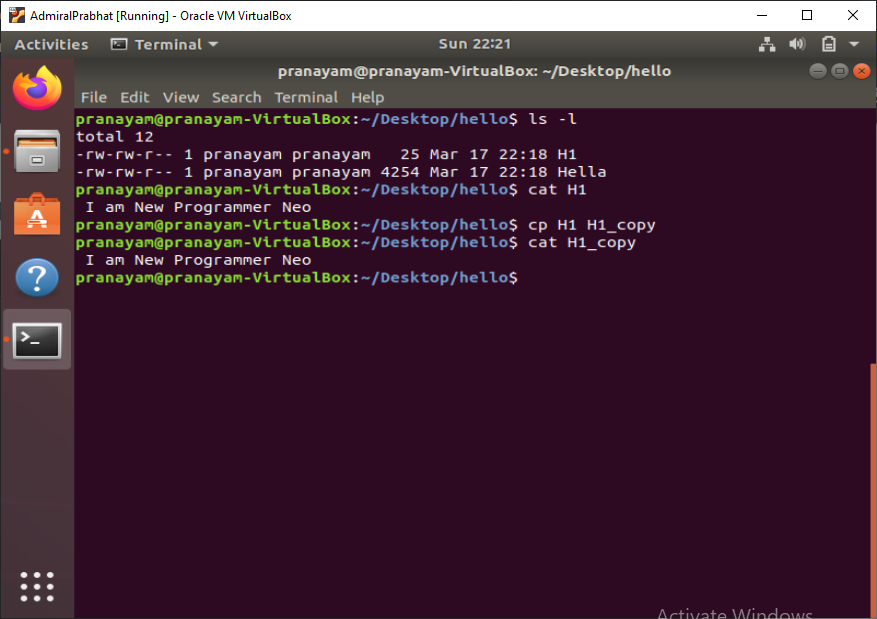 AdmiralPrabhat [Running] - Oracle VM VirtualBox
Activities Terminal Sun 22:21
pranayam@pranayam-VirtualBox: ~/Desktop/hello
File Edit View Search Terminal Help
pranayam@pranayam-VirtualBox:~/Desktop/hello$ ls -l
total 12
-rw-rw-r-- 1 pranayam pranayam   25 Mar 17 22:18 H1
-rw-rw-r-- 1 pranayam pranayam 4254 Mar 17 22:18 Hella
pranayam@pranayam-VirtualBox:~/Desktop/hello$ cat H1
 I am New Programmer Neo
pranayam@pranayam-VirtualBox:~/Desktop/hello$ cp H1 H1_copy
pranayam@pranayam-VirtualBox:~/Desktop/hello$ cat H1_copy
 I am New Programmer Neo
pranayam@pranayam-VirtualBox:~/Desktop/hello$
Activate Windows